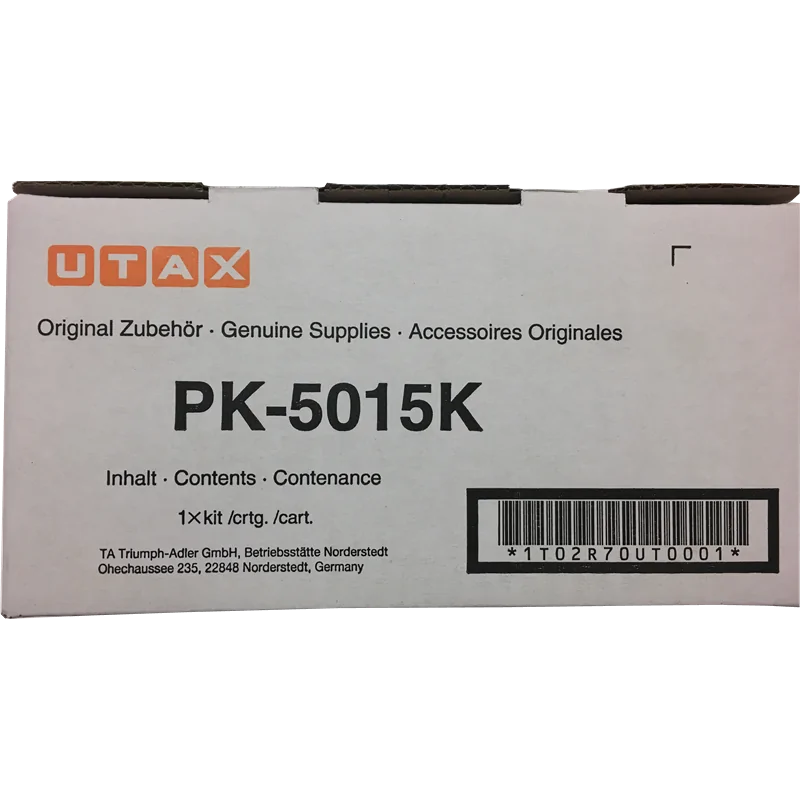 UTAX
Original Zubehör · Genuine Supplies · Accessoires Originales
PK-5015K
Inhalt · Contents · Contenance
1×kit /crtg. /cart.
TA Triumph-Adler GmbH, Betriebsstätte Norderstedt
Ohechaussee 235, 22848 Norderstedt, Germany
*1T02R70UT0001*